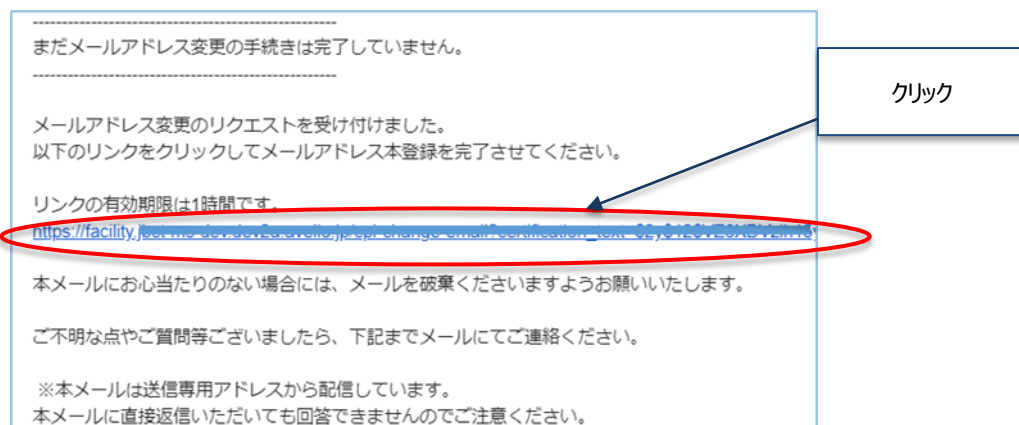 ----------------------------------------------------
まだメールアドレス変更の手続きは完了していません。
----------------------------------------------------
クリック
メールアドレス変更のリクエストを受け付けました。
以下のリンクをクリックしてメールアドレス本登録を完了させてください。
リンクの有効期限は1時間です。
https://facility.
本メールにお心当たりのない場合には、メールを破棄くださいますようお願いいたします。
ご不明な点やご質問等ございましたら、下記までメールにてご連絡ください。
※本メールは送信専用アドレスから配信しています。
本メールに直接返信いただいても回答できませんのでご注意ください。